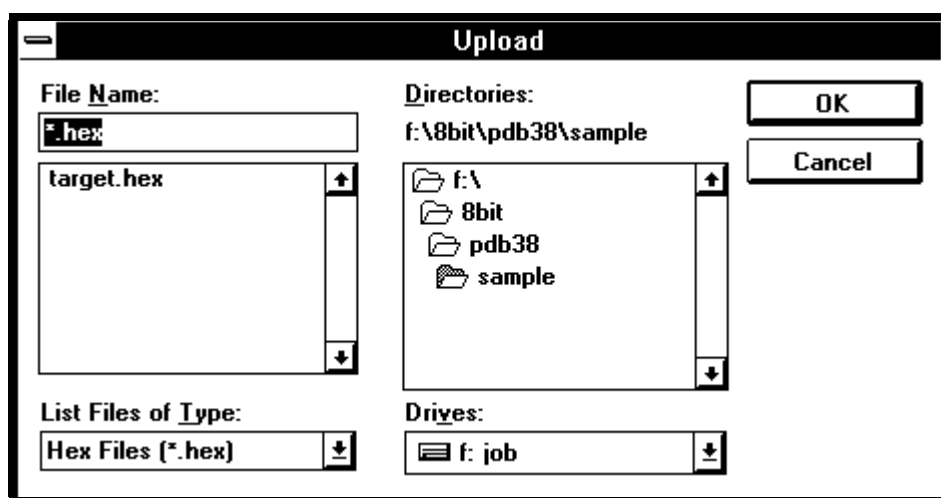 Upload
File Name:
*.hex
target.hex
List Files of Type:
Hex Files (*.hex)
Directories:
f:\8bit\pdb38\sample
f:\
8bit
pdb38
sample
Drives:
f: job
OK
Cancel